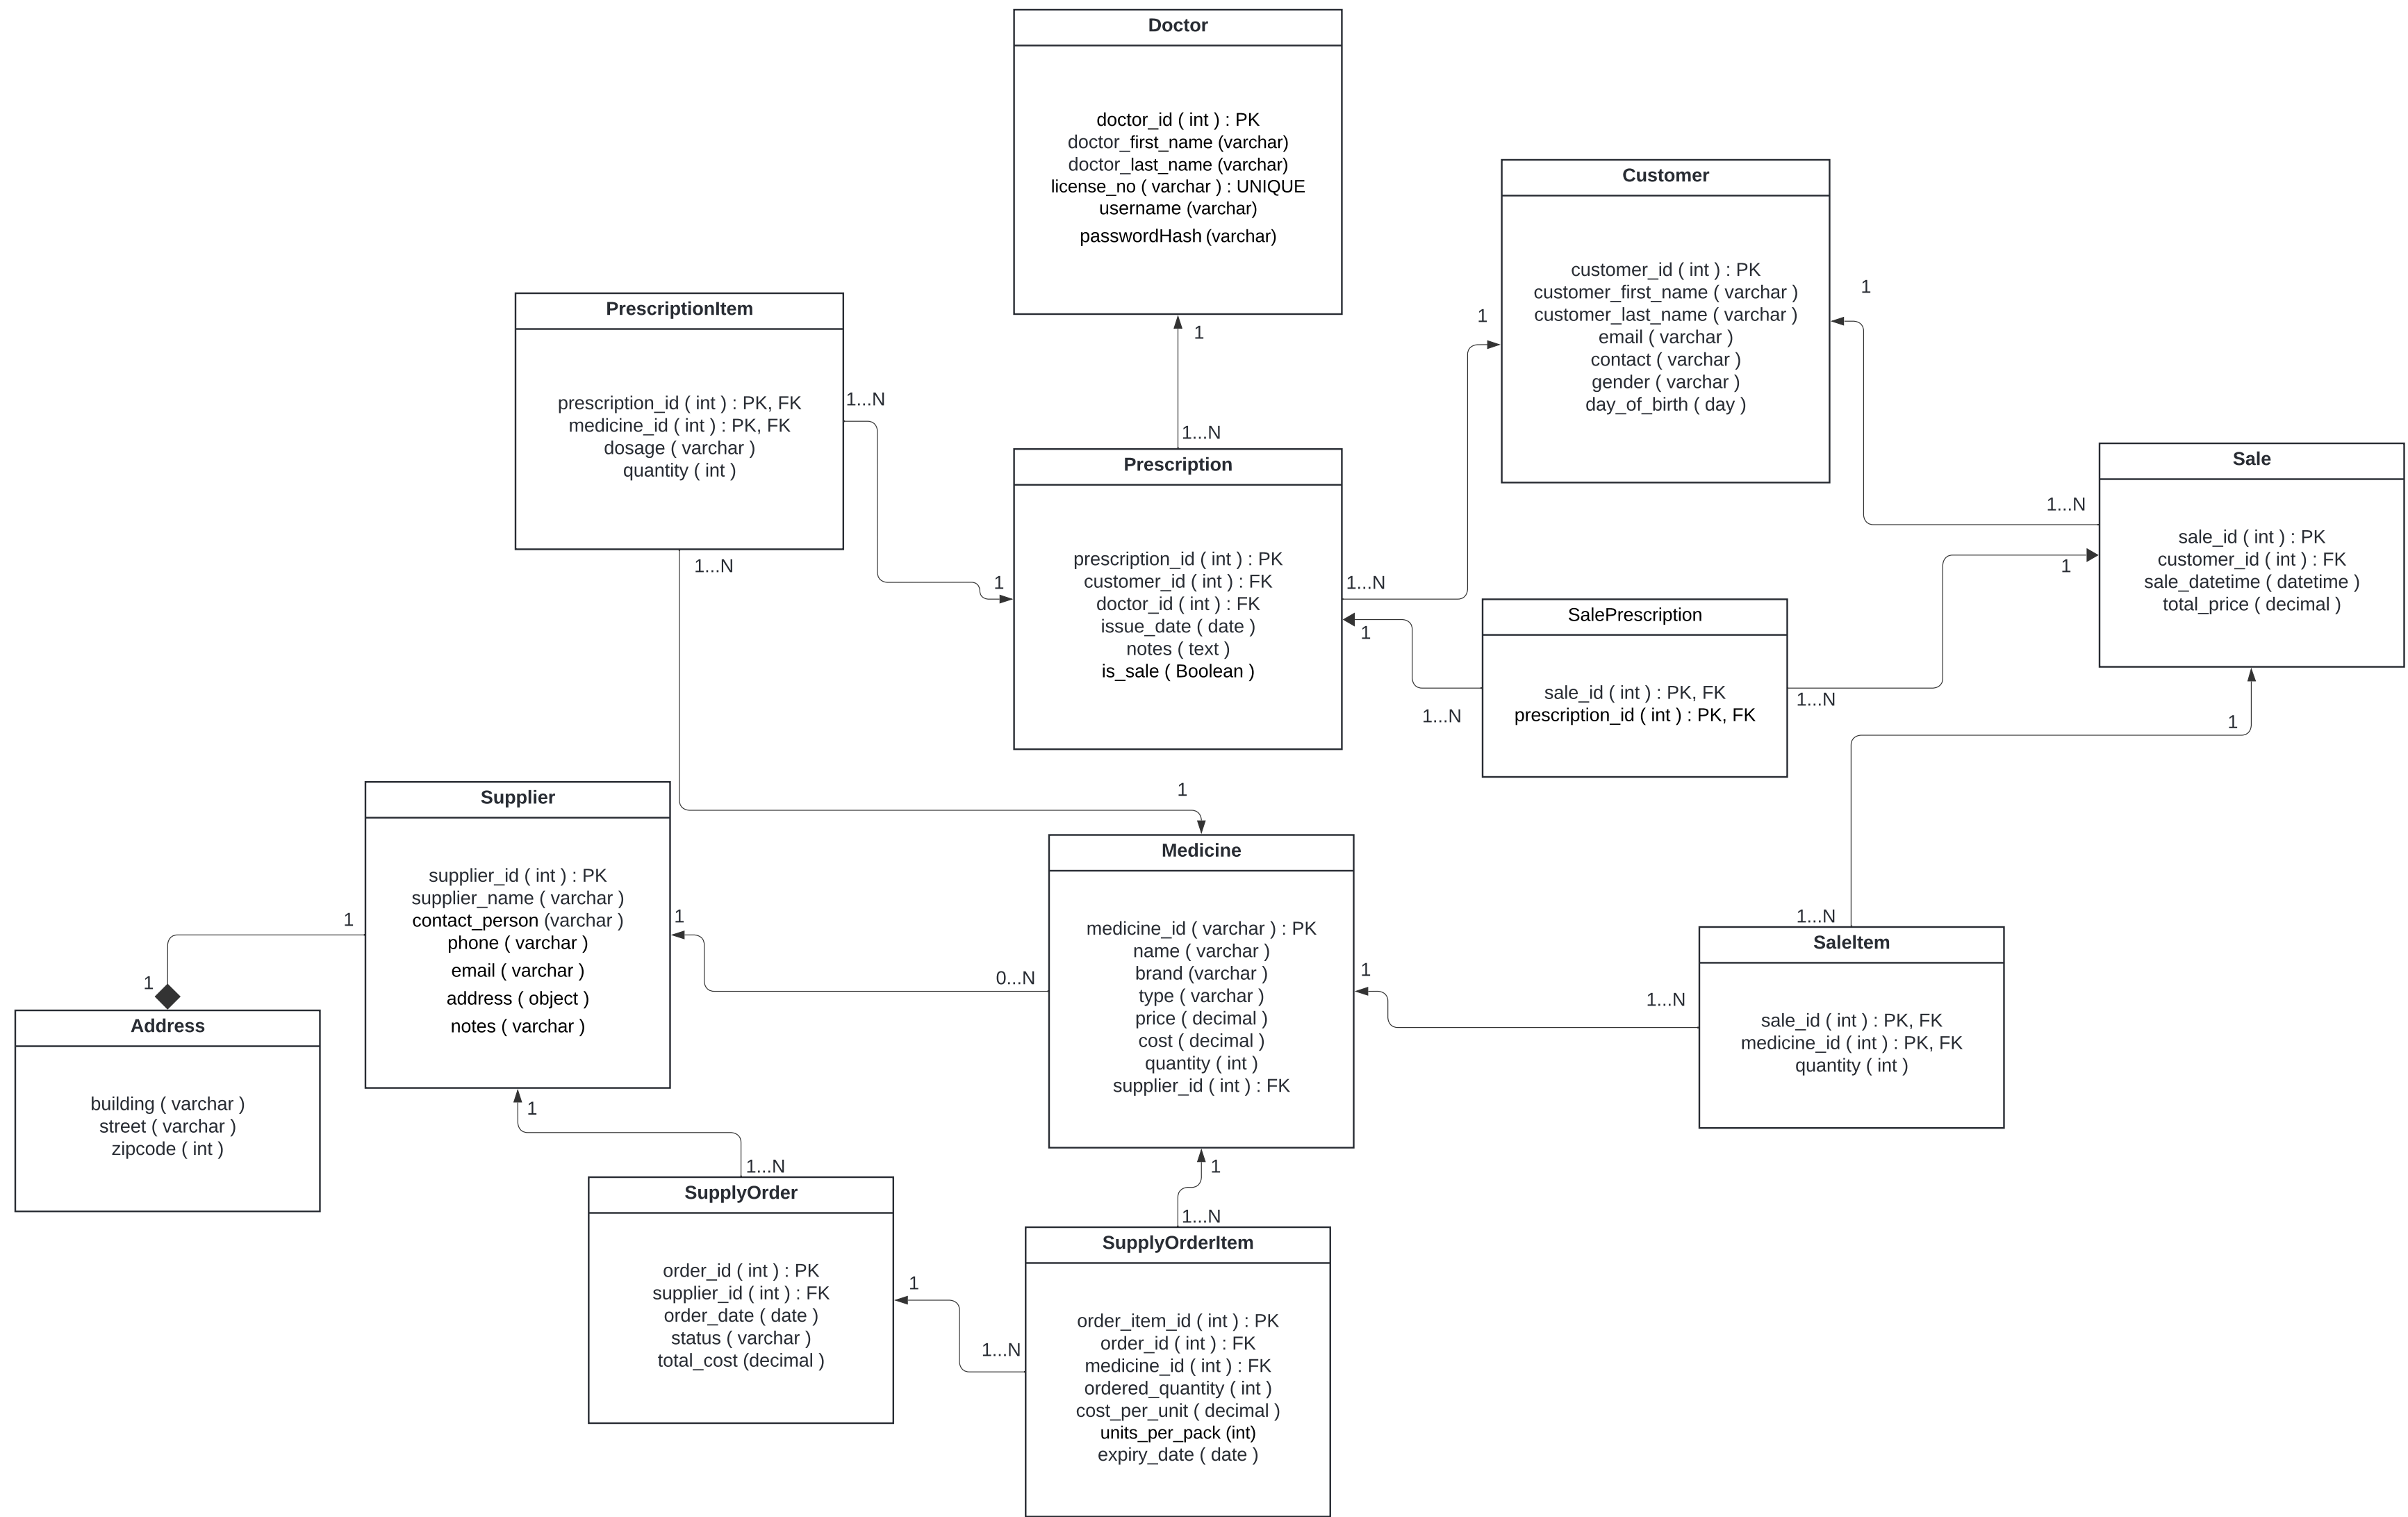 Doctor
doctor_id ( int ) : PK
doctor_first_name (varchar)
doctor_last_name (varchar)
license_no ( varchar ) : UNIQUE
username (varchar)
passwordHash (varchar)
1
1...N
Customer
customer_id ( int ) : PK
customer_first_name ( varchar )
customer_last_name ( varchar )
email ( varchar )
contact ( varchar )
gender ( varchar )
day_of_birth ( day )
1
1
PrescriptionItem
prescription_id ( int ) : PK, FK
medicine_id ( int ) : PK, FK
dosage ( varchar )
quantity ( int )
1...N
1...N
Prescription
prescription_id ( int ) : PK
customer_id ( int ) : FK
doctor_id ( int ) : FK
issue_date ( date )
notes ( text )
is_sale ( Boolean )
1
1...N
1
Sale
sale_id ( int ) : PK
customer_id ( int ) : FK
sale_datetime ( datetime )
total_price ( decimal )
1...N
1
1
SalePrescription
sale_id ( int ) : PK, FK
prescription_id ( int ) : PK, FK
1...N
1...N
Supplier
supplier_id ( int ) : PK
supplier_name ( varchar )
contact_person (varchar )
phone ( varchar )
email ( varchar )
address ( object )
notes ( varchar )
1
1
1
Medicine
medicine_id ( varchar ) : PK
name ( varchar )
brand (varchar )
type ( varchar )
price ( decimal )
cost ( decimal )
quantity ( int )
supplier_id ( int ) : FK
1
0...N
1
1
SaleItem
sale_id ( int ) : PK, FK
medicine_id ( int ) : PK, FK
quantity ( int )
1...N
1...N
Address
building ( varchar )
street ( varchar )
zipcode ( int )
1
SupplyOrder
order_id ( int ) : PK
supplier_id ( int ) : FK
order_date ( date )
status ( varchar )
total_cost (decimal )
1...N
1
SupplyOrderItem
order_item_id ( int ) : PK
order_id ( int ) : FK
medicine_id ( int ) : FK
ordered_quantity ( int )
cost_per_unit ( decimal )
units_per_pack (int)
expiry_date ( date )
1...N
1...N